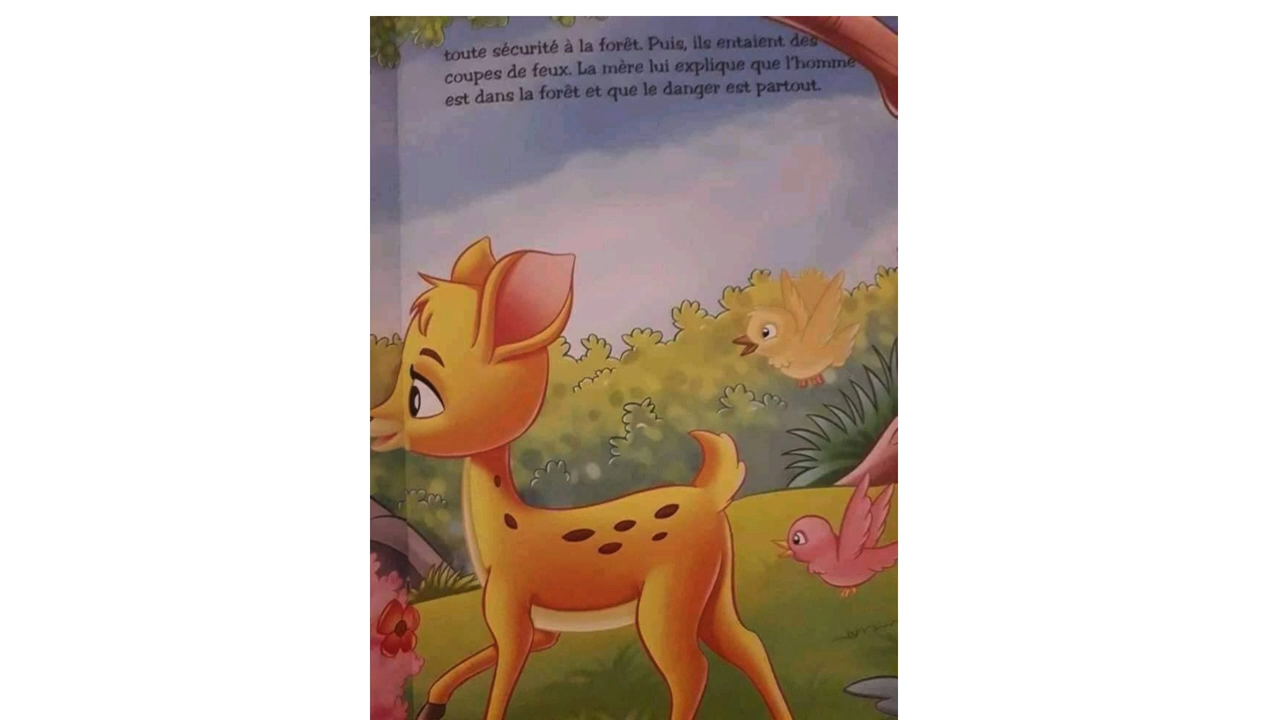 toute sécurité à la forêt. Puis, ils entaient des
coupes de feux. La mère lui explique que l'homme
est dans la forêt et que le danger est partout.